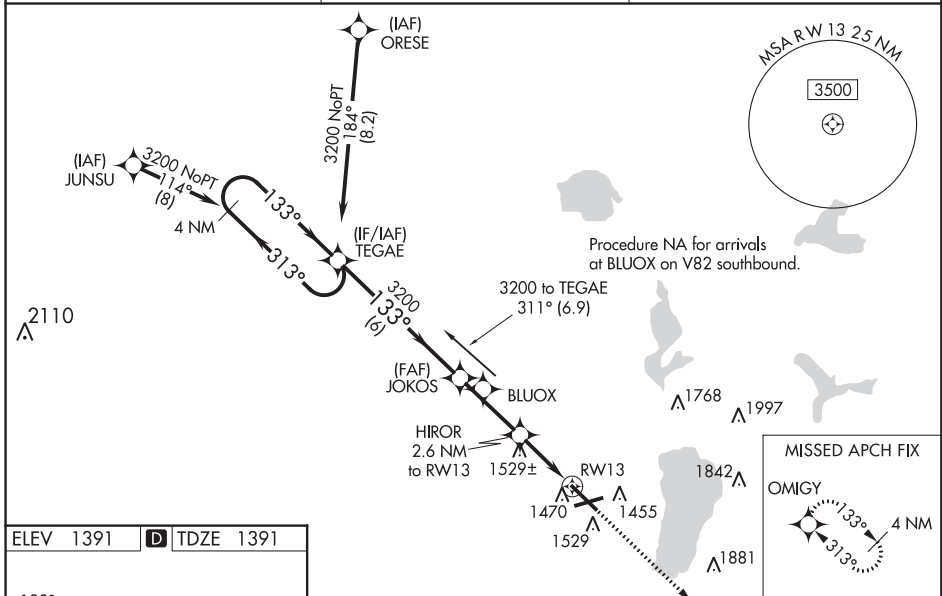 (IAF)
ORESE
MSA RW 13 25 NM
3500
3200 NoPT
184°
(8.2)
(IAF)
JUNSU
3200 NoPT
114°
(8)
4 NM
133°
313°
(IF/IAF)
TEGAE
Procedure NA for arrivals
at BLUOX on V82 southbound.
3200
133°
(6)
3200 to TEGAE
311° (6.9)
2110
(FAF)
JOKOS
BLUOX
1768
1997
HIROR
2.6 NM
to RW13
1529±
RW13
1842
1470
1455
1529
1881
MISSED APCH FIX
OMIGY
133°
313°
4 NM
ELEV 1391 D TDZE 1391